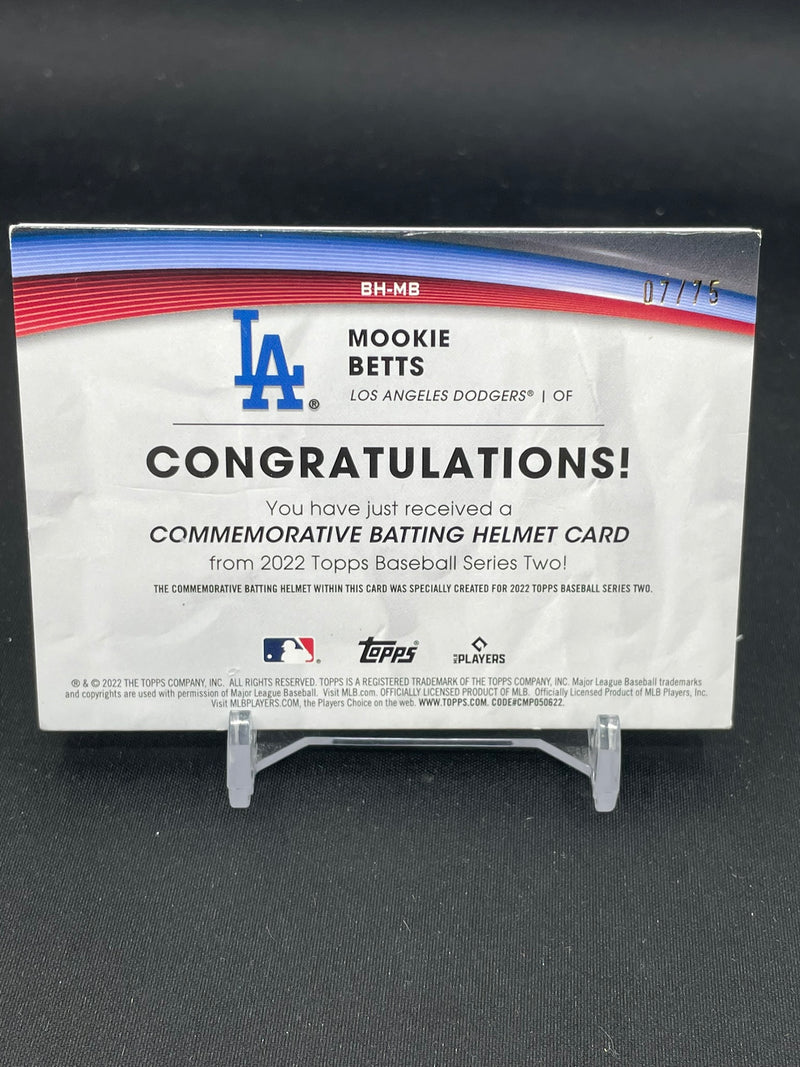 BH-MB
07/75
LA ®
MOOKIE
BETTS
LOS ANGELES DODGERS® | OF
CONGRATULATIONS!
You have just received a
COMMEMORATIVE BATTING HELMET CARD
from 2022 Topps Baseball Series Two!
THE COMMEMORATIVE BATTING HELMET WITHIN THIS CARD WAS SPECIALLY CREATED FOR 2022 TOPPS BASEBALL SERIES TWO.
® topps® MLB PLAYERS
® & © 2022 THE TOPPS COMPANY, INC. ALL RIGHTS RESERVED. TOPPS IS A REGISTERED TRADEMARK OF THE TOPPS COMPANY, INC. Major League Baseball trademarks
and copyrights are used with permission of Major League Baseball. Visit MLB.com. OFFICIALLY LICENSED PRODUCT OF MLB. Officially Licensed Product of MLB Players, Inc.
Visit MLBPLAYERS.COM, the Players Choice on the web. WWW.TOPPS.COM. CODE#CMP050622.